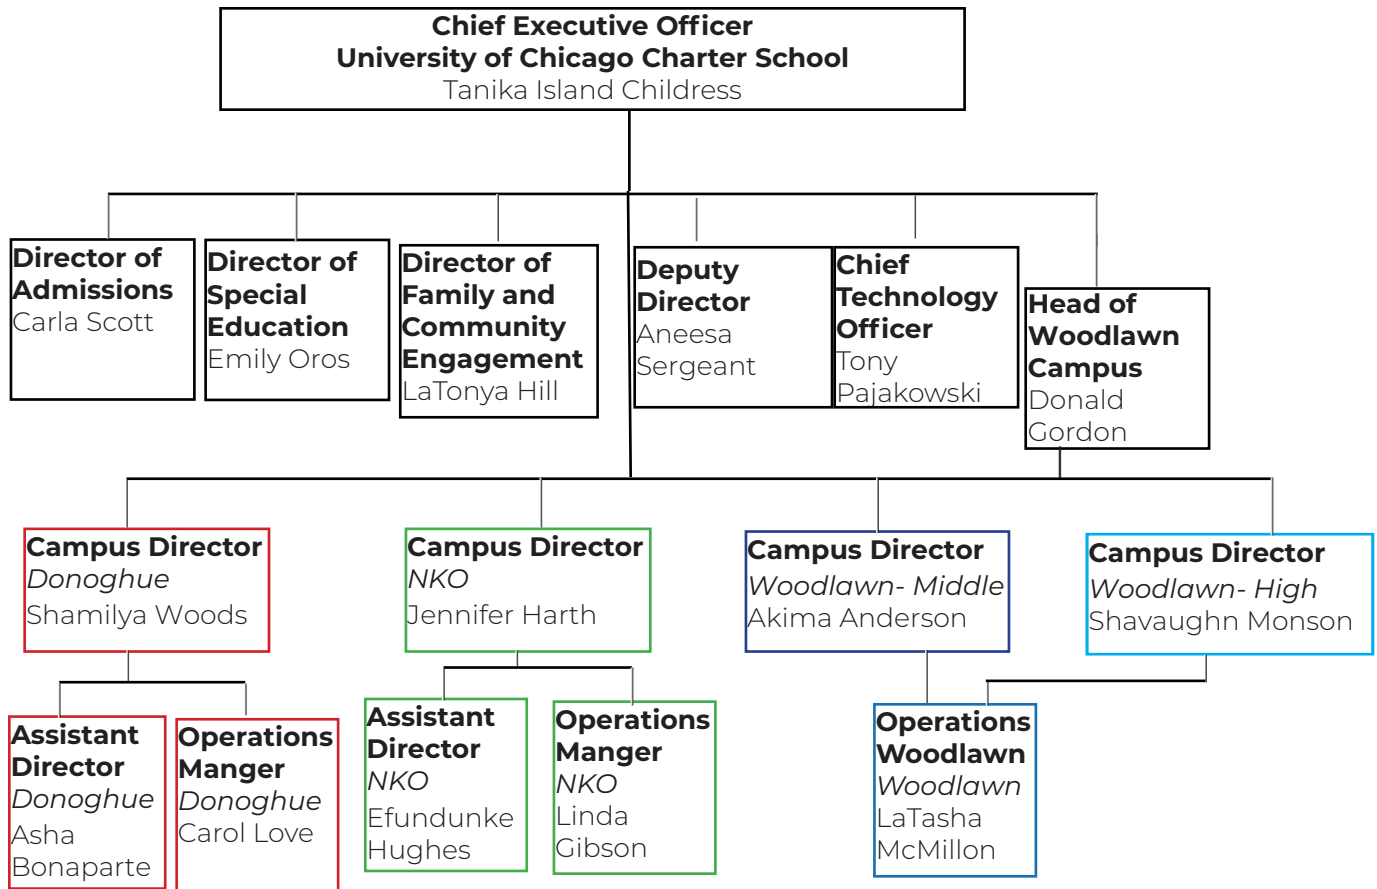 Chief Executive Officer
University of Chicago Charter School
Tanika Island Childress
Director of
Admissions
Carla Scott
Director of
Special
Education
Emily Oros
Director of
Family and
Community
Engagement
LaTonya Hill
Deputy
Director
Aneesa
Sergeant
Chief
Technology
Officer
Tony
Pajakowski
Head of
Woodlawn
Campus
Donald
Gordon
Campus Director
Donoghue
Shamilya Woods
Campus Director
NKO
Jennifer Harth
Campus Director
Woodlawn- Middle
Akima Anderson
Campus Director
Woodlawn- High
Shavaughn Monson
Assistant
Director
Donoghue
Asha
Bonaparte
Operations
Manger
Donoghue
Carol Love
Assistant
Director
NKO
Efundunke
Hughes
Operations
Manger
NKO
Linda
Gibson
Operations
Woodlawn
Woodlawn
LaTasha
McMillon